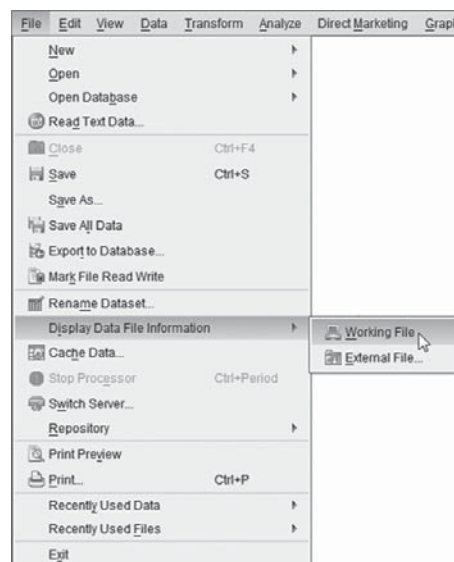 File Edit View Data Transform Analyze Direct Marketing Grap
New
Open
Open Database
Read Text Data...
Close Ctrl+F4
Save Ctrl+S
Save As...
Save All Data
Export to Database...
Mark File Read Write
Rename Dataset...
Display Data File Information
Working File
Cache Data...
External File...
Stop Processor Ctrl+Period
Switch Server...
Repository
Print Preview
Print... Ctrl+P
Recently Used Data
Recently Used Files
Exit